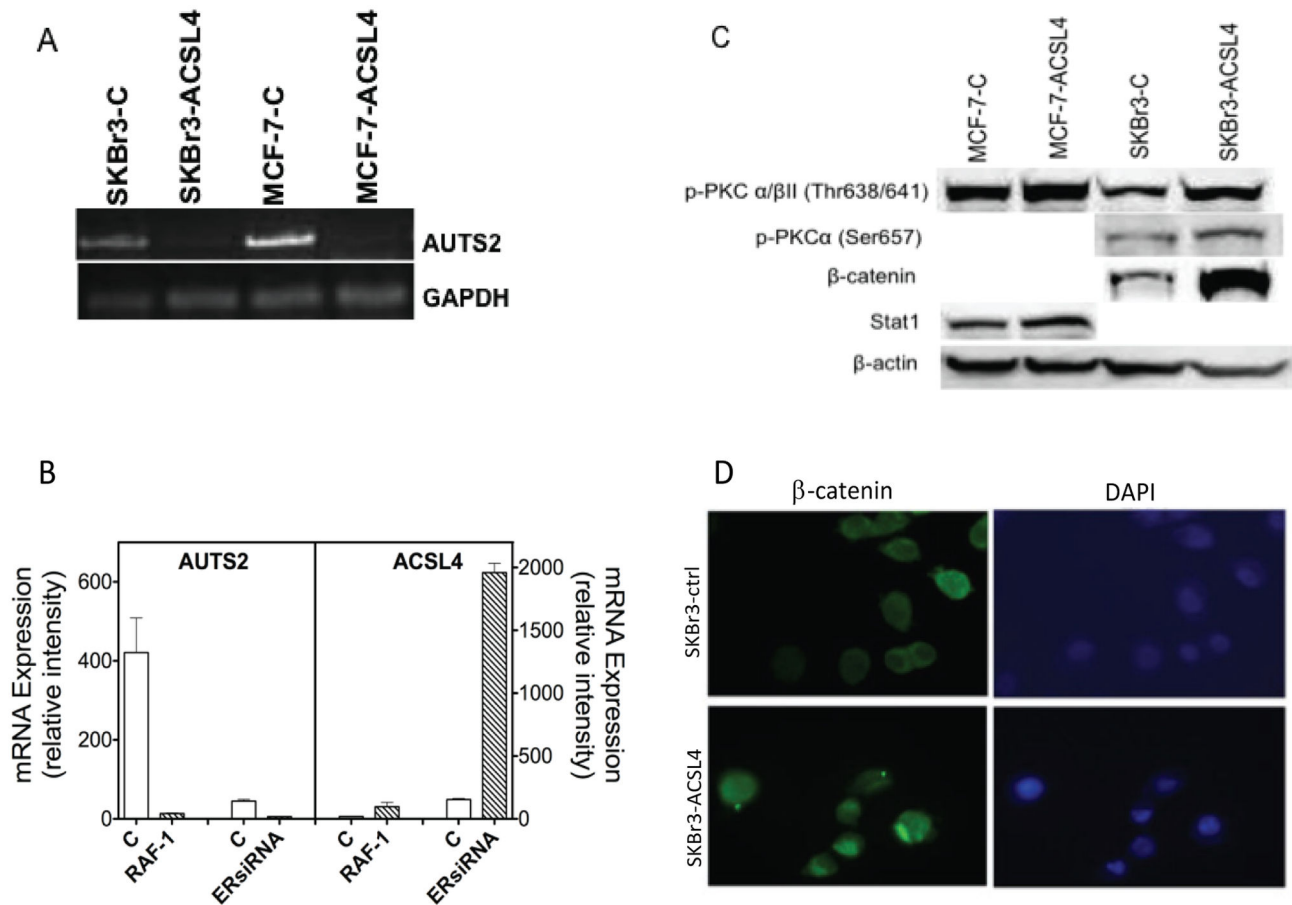 A
SKBr3-C
SKBr3-ACSL4
MCF-7-C
MCF-7-ACSL4
AUTS2
GAPDH
B
AUTS2
ACSL4
mRNA Expression
(relative intensity)
600
400
200
0
2000
1500
1000
500
0
mRNA Expression
(relative intensity)
C
RAF-1
C
ERsiRNA
C
RAF-1
C
ERsiRNA
C
MCF-7-C
MCF-7-ACSL4
SKBr3-C
SKBr3-ACSL4
p-PKC α/βII (Thr638/641)
p-PKCα (Ser657)
β-catenin
Stat1
β-actin
D
β-catenin
DAPI
SKBr3-ctrl
SKBr3-ACSL4